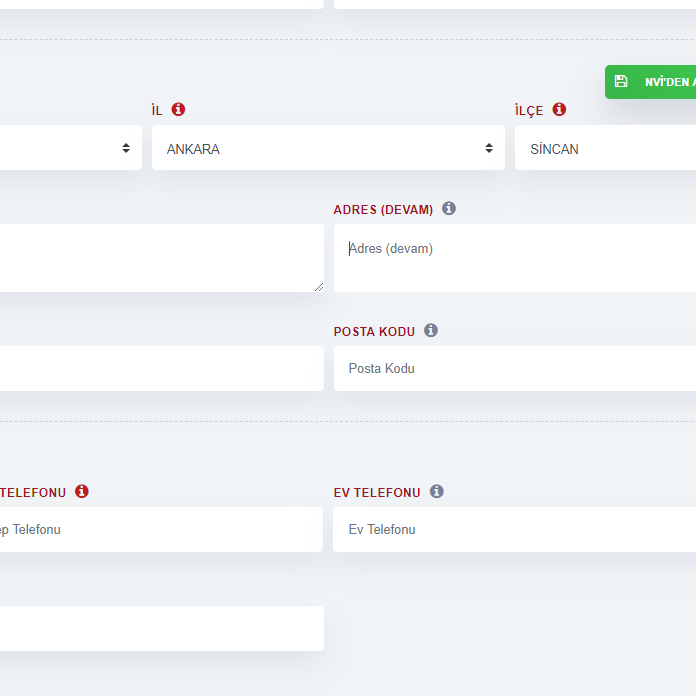 NVİ'DEN A
İL
İLÇE
ANKARA
SİNCAN
ADRES (DEVAM)
Adres (devam)
POSTA KODU
Posta Kodu
TELEFONU
EV TELEFONU
ep Telefonu
Ev Telefonu